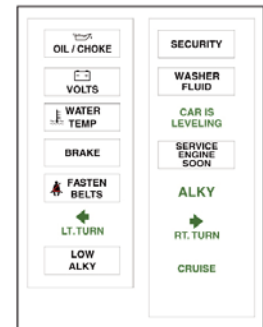 OIL / CHOKE
VOLTS
WATER
TEMP
BRAKE
FASTEN
BELTS
LT. TURN
LOW
ALKY
SECURITY
WASHER
FLUID
CAR IS
LEVELING
SERVICE
ENGINE
SOON
ALKY
RT. TURN
CRUISE